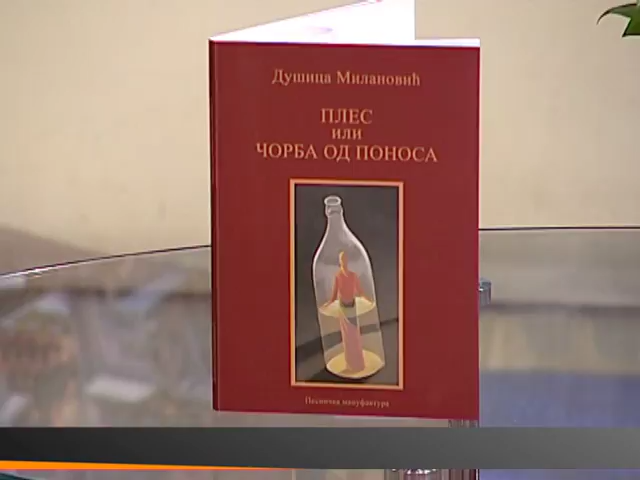 Душица Милановић
ПЛЕС
ИЛИ
ЧОРБА ОД ПОНОСА
Песничка мануфактура